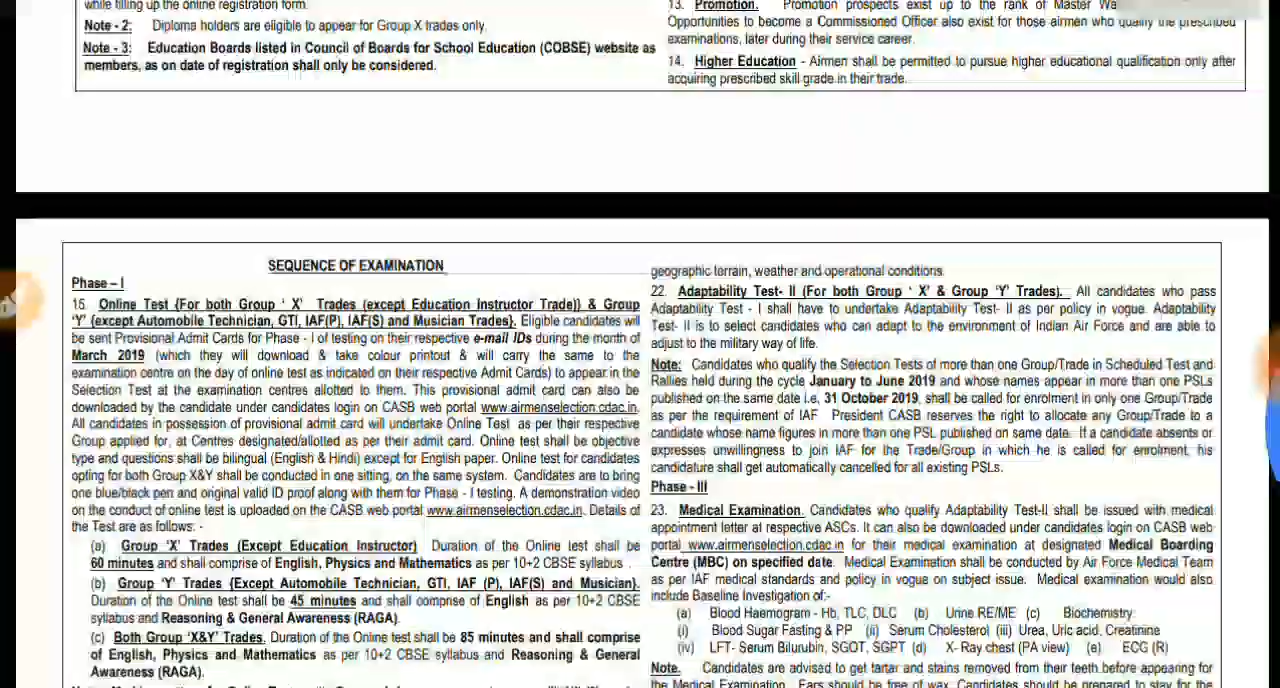 while filling up the online registration form.
Note - 2: Diploma holders are eligible to appear for Group X trades only.
Note - 3: Education Boards listed in Council of Boards for School Education (COBSE) website as
members, as on date of registration shall only be considered.
13. Promotion. Promotion prospects exist up to the rank of Master
Opportunities to become a Commissioned Officer also exist for those airmen who qualify the prescribed
examinations, later during their service career.
14. Higher Education - Airmen shall be permitted to pursue higher educational qualification only after
acquiring prescribed skill grade in their trade.
SEQUENCE OF EXAMINATION
Phase – I
15. Online Test {For both Group ' X' Trades (except Education Instructor Trade)} & Group
'Y' {except Automobile Technician, GTI, IAF(P), IAF(S) and Musician Trades}. Eligible candidates will
be sent Provisional Admit Cards for Phase - I of testing on their respective e-mail IDs during the month of
March 2019 (which they will download & take colour printout & will carry the same to the
examination centre on the day of online test as indicated on their respective Admit Cards) to appear in the
Selection Test at the examination centres allotted to them. This provisional admit card can also be
downloaded by the candidate under candidates login on CASB web portal www.airmenselection.cdac.in.
All candidates in possession of provisional admit card will undertake Online Test as per their respective
Group applied for, at Centres designated/allotted as per their admit card. Online test shall be objective
type and questions shall be bilingual (English & Hindi) except for English paper. Online test for candidates
opting for both Group X&Y shall be conducted in one sitting, on the same system. Candidates are to bring
one blue/black pen and original valid ID proof along with them for Phase - I testing. A demonstration video
on the conduct of online test is uploaded on the CASB web portal www.airmenselection.cdac.in. Details of
the Test are as follows: -
(a) Group 'X' Trades (Except Education Instructor) Duration of the Online test shall be
60 minutes and shall comprise of English, Physics and Mathematics as per 10+2 CBSE syllabus .
(b) Group 'Y' Trades {Except Automobile Technician, GTI, IAF (P), IAF(S) and Musician}.
Duration of the Online test shall be 45 minutes and shall comprise of English as per 10+2 CBSE
syllabus and Reasoning & General Awareness (RAGA).
(c) Both Group 'X&Y' Trades. Duration of the Online test shall be 85 minutes and shall comprise
of English, Physics and Mathematics as per 10+2 CBSE syllabus and Reasoning & General
Awareness (RAGA).
geographic terrain, weather and operational conditions.
22. Adaptability Test- II (For both Group ' X' & Group 'Y' Trades). All candidates who pass
Adaptability Test - I shall have to undertake Adaptability Test- II as per policy in vogue. Adaptability
Test- II is to select candidates who can adapt to the environment of Indian Air Force and are able to
adjust to the military way of life.
Note: Candidates who qualify the Selection Tests of more than one Group/Trade in Scheduled Test and
Rallies held during the cycle January to June 2019 and whose names appear in more than one PSLs
published on the same date i.e, 31 October 2019, shall be called for enrolment in only one Group/Trade
as per the requirement of IAF President CASB reserves the right to allocate any Group/Trade to a
candidate whose name figures in more than one PSL published on same date. If a candidate absents or
expresses unwillingness to join IAF for the Trade/Group in which he is called for enrolment, his
candidature shall get automatically cancelled for all existing PSLs.
Phase - III
23. Medical Examination. Candidates who qualify Adaptability Test-II shall be issued with medical
appointment letter at respective ASCs. It can also be downloaded under candidates login on CASB web
portal www.airmenselection.cdac.in for their medical examination at designated Medical Boarding
Centre (MBC) on specified date. Medical Examination shall be conducted by Air Force Medical Team
as per IAF medical standards and policy in vogue on subject issue. Medical examination would also
include Baseline Investigation of:-
(a) Blood Haemogram - Hb, TLC, DLC (b) Urine RE/ME (c) Biochemistry
(i) Blood Sugar Fasting & PP (ii) Serum Cholesterol (iii) Urea, Uric acid, Creatinine
(iv) LFT- Serum Bilurubin, SGOT, SGPT (d) X- Ray chest (PA view) (e) ECG (R)
Note. Candidates are advised to get tartar and stains removed from their teeth before appearing for
the Medical Examination. Ears should be free of wax. Candidates should be prepared to stay for the